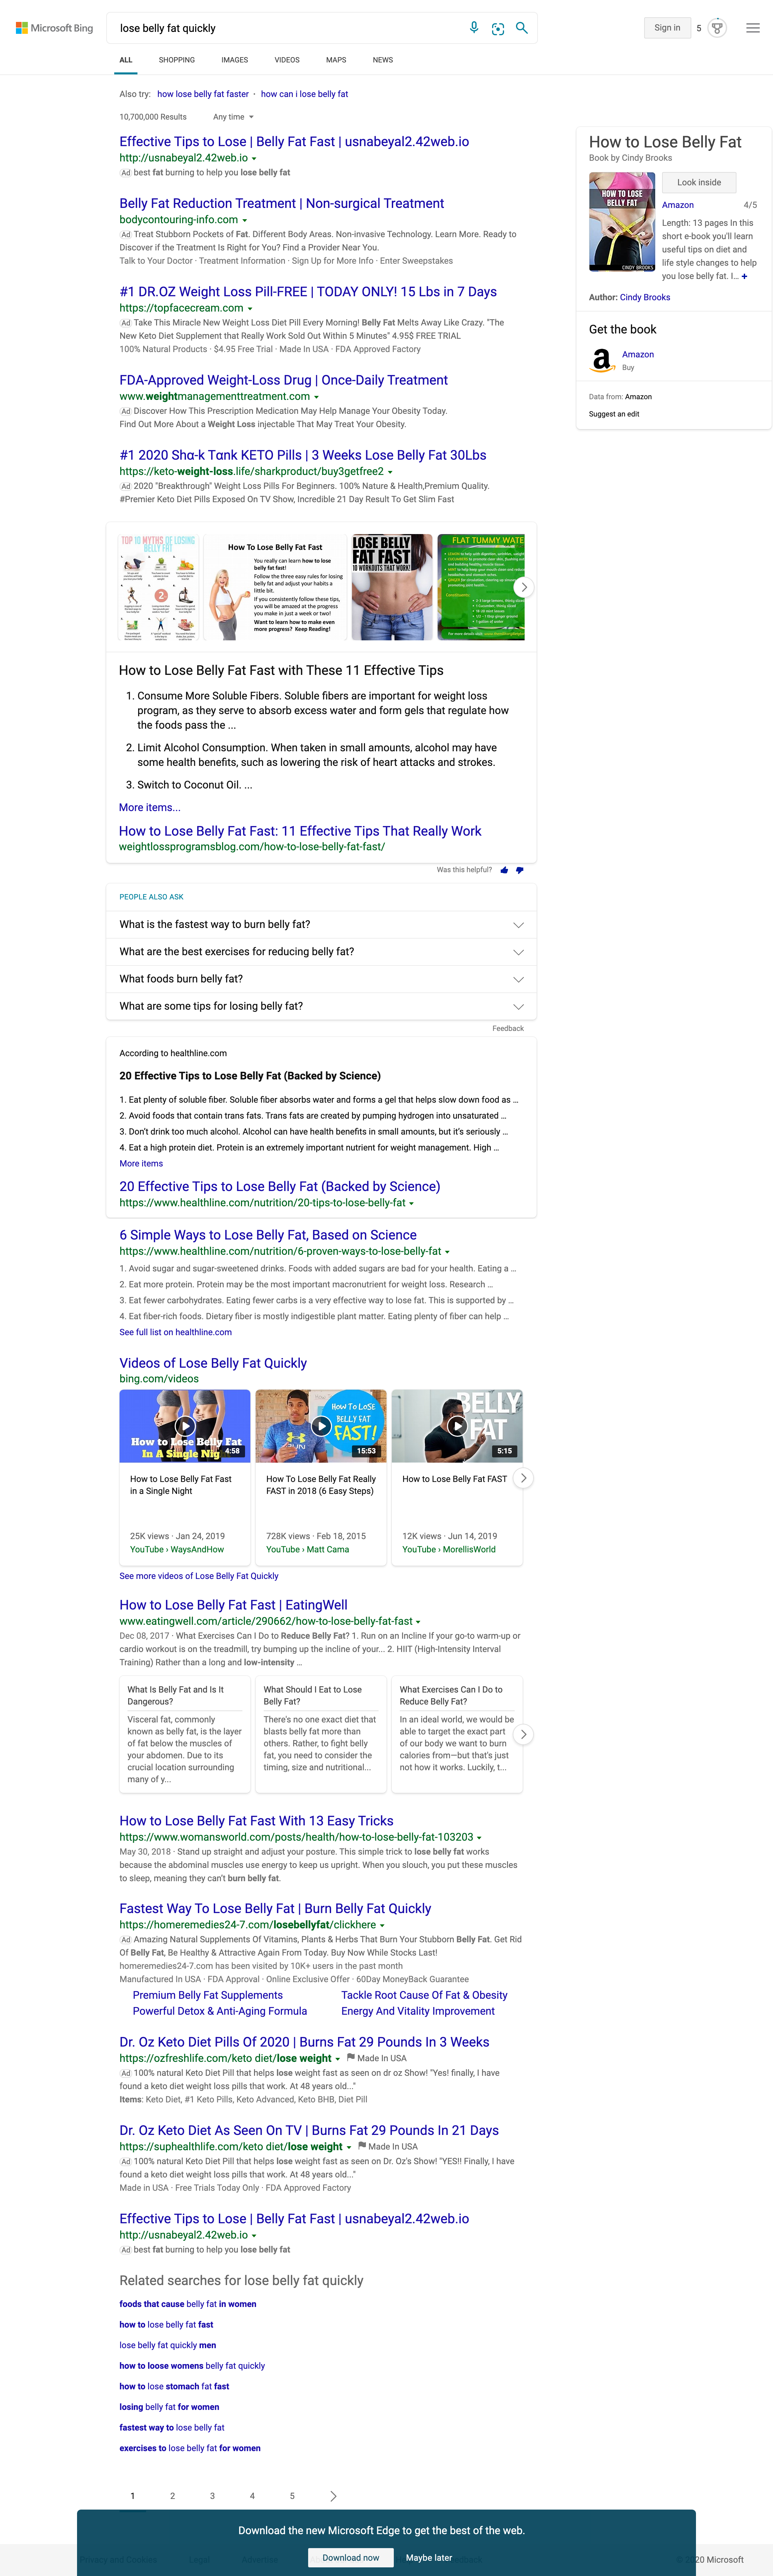 Microsoft Bing
lose belly fat quickly
Sign in
5
ALL
SHOPPING
IMAGES
VIDEOS
MAPS
NEWS
Also try: how lose belly fat faster · how can i lose belly fat
10,700,000 Results
Any time
Effective Tips to Lose | Belly Fat Fast | usnabeyal2.42web.io
http://usnabeyal2.42web.io
Ad best fat burning to help you lose belly fat
Belly Fat Reduction Treatment | Non-surgical Treatment
bodycontouring-info.com
Ad Treat Stubborn Pockets of Fat. Different Body Areas. Non-invasive Technology. Learn More. Ready to
Discover if the Treatment Is Right for You? Find a Provider Near You.
Talk to Your Doctor · Treatment Information · Sign Up for More Info · Enter Sweepstakes
#1 DR.OZ Weight Loss Pill-FREE | TODAY ONLY! 15 Lbs in 7 Days
https://topfacecream.com
Ad Take This Miracle New Weight Loss Diet Pill Every Morning! Belly Fat Melts Away Like Crazy. "The
New Keto Diet Supplement that Really Work Sold Out Within 5 Minutes" 4.95$ FREE TRIAL
100% Natural Products · $4.95 Free Trial · Made In USA · FDA Approved Factory
FDA-Approved Weight-Loss Drug | Once-Daily Treatment
www.weightmanagementtreatment.com
Ad Discover How This Prescription Medication May Help Manage Your Obesity Today.
Find Out More About a Weight Loss injectable That May Treat Your Obesity.
#1 2020 Shɑ-k Tɑnk KETO Pills | 3 Weeks Lose Belly Fat 30Lbs
https://keto-weight-loss.life/sharkproduct/buy3getfree2
Ad 2020 "Breakthrough" Weight Loss Pills For Beginners. 100% Nature & Health,Premium Quality.
#Premier Keto Diet Pills Exposed On TV Show, Incredible 21 Day Result To Get Slim Fast
TOP 10 MYTHS OF LOSING
BELLY FAT
2
How To Lose Belly Fat Fast
You really can learn how to lose
belly fat fast!
Follow the three easy rules for losing
belly fat and adjust your habits a
little bit.
If you consistently follow these tips,
you will be amazed at the progress
you make in just a week or two!
Want to learn how to make even
more progress? Keep Reading!
LOSE BELLY
FAT FAST
10 WORKOUTS THAT WORK!
FLAT TUMMY WATE
How to Lose Belly Fat Fast with These 11 Effective Tips
1. Consume More Soluble Fibers. Soluble fibers are important for weight loss
program, as they serve to absorb excess water and form gels that regulate how
the foods pass the ...
2. Limit Alcohol Consumption. When taken in small amounts, alcohol may have
some health benefits, such as lowering the risk of heart attacks and strokes.
3. Switch to Coconut Oil. ...
More items...
How to Lose Belly Fat Fast: 11 Effective Tips That Really Work
weightlossprogramsblog.com/how-to-lose-belly-fat-fast/
Was this helpful?
PEOPLE ALSO ASK
What is the fastest way to burn belly fat?
What are the best exercises for reducing belly fat?
What foods burn belly fat?
What are some tips for losing belly fat?
Feedback
According to healthline.com
20 Effective Tips to Lose Belly Fat (Backed by Science)
1. Eat plenty of soluble fiber. Soluble fiber absorbs water and forms a gel that helps slow down food as ...
2. Avoid foods that contain trans fats. Trans fats are created by pumping hydrogen into unsaturated ...
3. Don't drink too much alcohol. Alcohol can have health benefits in small amounts, but it's seriously ...
4. Eat a high protein diet. Protein is an extremely important nutrient for weight management. High ...
More items
20 Effective Tips to Lose Belly Fat (Backed by Science)
https://www.healthline.com/nutrition/20-tips-to-lose-belly-fat
6 Simple Ways to Lose Belly Fat, Based on Science
https://www.healthline.com/nutrition/6-proven-ways-to-lose-belly-fat
1. Avoid sugar and sugar-sweetened drinks. Foods with added sugars are bad for your health. Eating a ...
2. Eat more protein. Protein may be the most important macronutrient for weight loss. Research ...
3. Eat fewer carbohydrates. Eating fewer carbs is a very effective way to lose fat. This is supported by ...
4. Eat fiber-rich foods. Dietary fiber is mostly indigestible plant matter. Eating plenty of fiber can help ...
See full list on healthline.com
Videos of Lose Belly Fat Quickly
bing.com/videos
How to Lose Belly Fat
In A Single Nig
4:58
HOW TO LOSE
BELLY FAT
FAST!
15:53
BELLY
FAT
5:15
How to Lose Belly Fat Fast
in a Single Night
25K views · Jan 24, 2019
YouTube › WaysAndHow
How To Lose Belly Fat Really
FAST in 2018 (6 Easy Steps)
728K views · Feb 18, 2015
YouTube › Matt Cama
How to Lose Belly Fat FAST
12K views · Jun 14, 2019
YouTube › MorellisWorld
See more videos of Lose Belly Fat Quickly
How to Lose Belly Fat Fast | EatingWell
www.eatingwell.com/article/290662/how-to-lose-belly-fat-fast
Dec 08, 2017 · What Exercises Can I Do to Reduce Belly Fat? 1. Run on an Incline If your go-to warm-up or
cardio workout is on the treadmill, try bumping up the incline of your... 2. HIIT (High-Intensity Interval
Training) Rather than a long and low-intensity ...
What Is Belly Fat and Is It
Dangerous?
Visceral fat, commonly
known as belly fat, is the layer
of fat below the muscles of
your abdomen. Due to its
crucial location surrounding
many of y...
What Should I Eat to Lose
Belly Fat?
There's no one exact diet that
blasts belly fat more than
others. Rather, to fight belly
fat, you need to consider the
timing, size and nutritional...
What Exercises Can I Do to
Reduce Belly Fat?
In an ideal world, we would be
able to target the exact part
of our body we want to burn
calories from—but that's just
not how it works. Luckily, t...
How to Lose Belly Fat Fast With 13 Easy Tricks
https://www.womansworld.com/posts/health/how-to-lose-belly-fat-103203
May 30, 2018 · Stand up straight and adjust your posture. This simple trick to lose belly fat works
because the abdominal muscles use energy to keep us upright. When you slouch, you put these muscles
to sleep, meaning they can't burn belly fat.
Fastest Way To Lose Belly Fat | Burn Belly Fat Quickly
https://homeremedies24-7.com/losebellyfat/clickhere
Ad Amazing Natural Supplements Of Vitamins, Plants & Herbs That Burn Your Stubborn Belly Fat. Get Rid
Of Belly Fat, Be Healthy & Attractive Again From Today. Buy Now While Stocks Last!
homeremedies24-7.com has been visited by 10K+ users in the past month
Manufactured In USA · FDA Approval · Online Exclusive Offer · 60Day MoneyBack Guarantee
Premium Belly Fat Supplements
Tackle Root Cause Of Fat & Obesity
Powerful Detox & Anti-Aging Formula
Energy And Vitality Improvement
Dr. Oz Keto Diet Pills Of 2020 | Burns Fat 29 Pounds In 3 Weeks
https://ozfreshlife.com/keto diet/lose weight
Made In USA
Ad 100% natural Keto Diet Pill that helps lose weight fast as seen on dr oz Show! "Yes! finally, I have
found a keto diet weight loss pills that work. At 48 years old..."
Items: Keto Diet, #1 Keto Pills, Keto Advanced, Keto BHB, Diet Pill
Dr. Oz Keto Diet As Seen On TV | Burns Fat 29 Pounds In 21 Days
https://suphealthlife.com/keto diet/lose weight
Made In USA
Ad 100% natural Keto Diet Pill that helps lose weight fast as seen on Dr. Oz's Show! "YES!! Finally, I have
found a keto diet weight loss pills that work. At 48 years old..."
Made in USA · Free Trials Today Only · FDA Approved Factory
Effective Tips to Lose | Belly Fat Fast | usnabeyal2.42web.io
http://usnabeyal2.42web.io
Ad best fat burning to help you lose belly fat
Related searches for lose belly fat quickly
foods that cause belly fat in women
how to lose belly fat fast
lose belly fat quickly men
how to loose womens belly fat quickly
how to lose stomach fat fast
losing belly fat for women
fastest way to lose belly fat
exercises to lose belly fat for women
1
2
3
4
5
How to Lose Belly Fat
Book by Cindy Brooks
HOW TO LOSE
BELLY FAT
CINDY BROOKS
Look inside
Amazon
4/5
Length: 13 pages In this
short e-book you'll learn
useful tips on diet and
life style changes to help
you lose belly fat. I... +
Author: Cindy Brooks
Get the book
a
Amazon
Buy
Data from: Amazon
Suggest an edit
Download the new Microsoft Edge to get the best of the web.
Download now
Maybe later
20 Microsoft